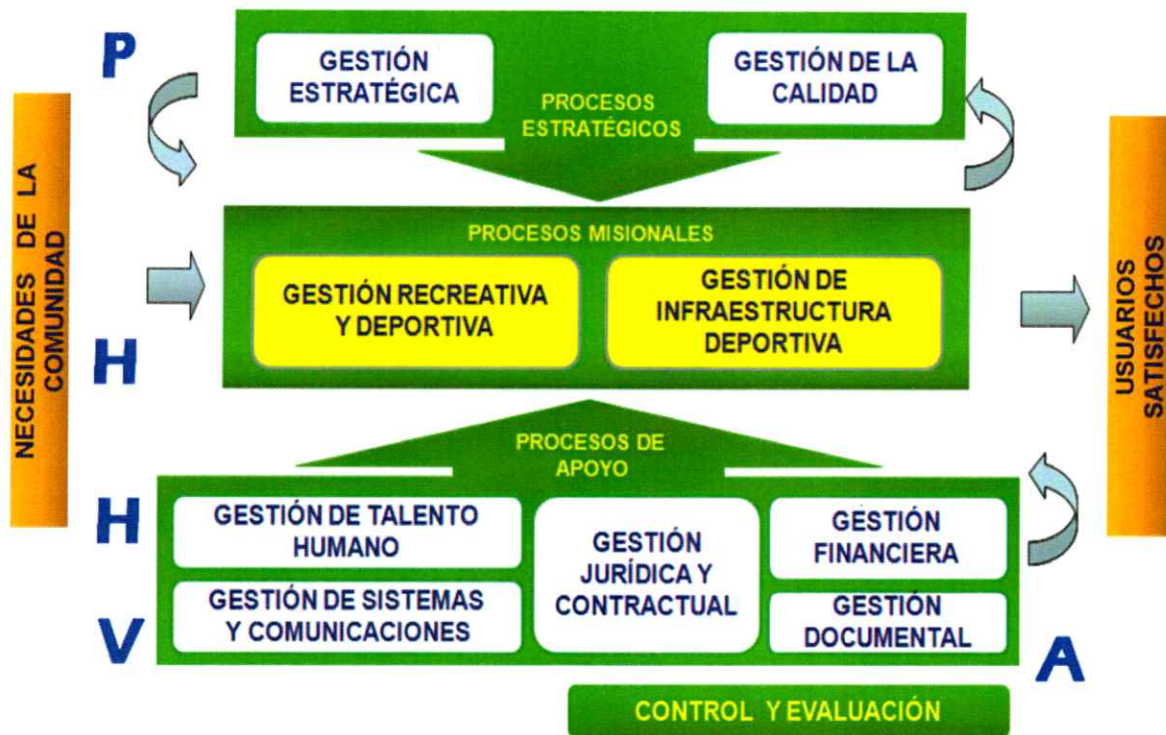 P
GESTIÓN
ESTRATÉGICA
GESTIÓN DE LA
CALIDAD
PROCESOS
ESTRATÉGICOS
NECESIDADES DE LA
COMUNIDAD
PROCESOS MISIONALES
GESTIÓN RECREATIVA
Y DEPORTIVA
GESTIÓN DE
INFRAESTRUCTURA
DEPORTIVA
H
USUARIOS
SATISFECHOS
PROCESOS DE
APOYO
H
GESTIÓN DE TALENTO
HUMANO
GESTIÓN
JURÍDICA Y
CONTRACTUAL
GESTIÓN
FINANCIERA
V
GESTIÓN DE SISTEMAS
Y COMUNICACIONES
GESTIÓN
DOCUMENTAL
A
CONTROL Y EVALUACIÓN